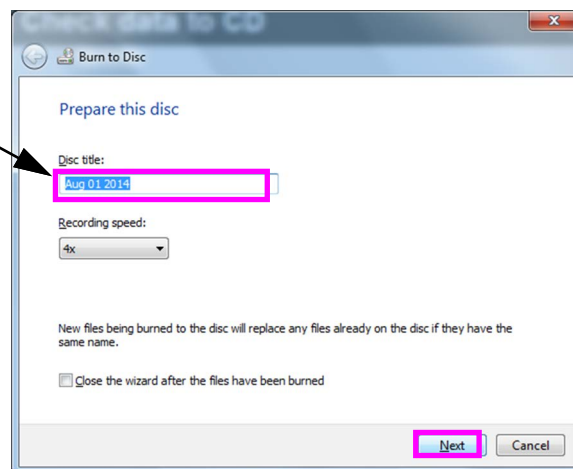 Check data to CD
Burn to Disc
Prepare this disc
Disc title:
Aug 01 2014
Recording speed:
4x
New files being burned to the disc will replace any files already on the disc if they have the
same name.
Close the wizard after the files have been burned
Next
Cancel